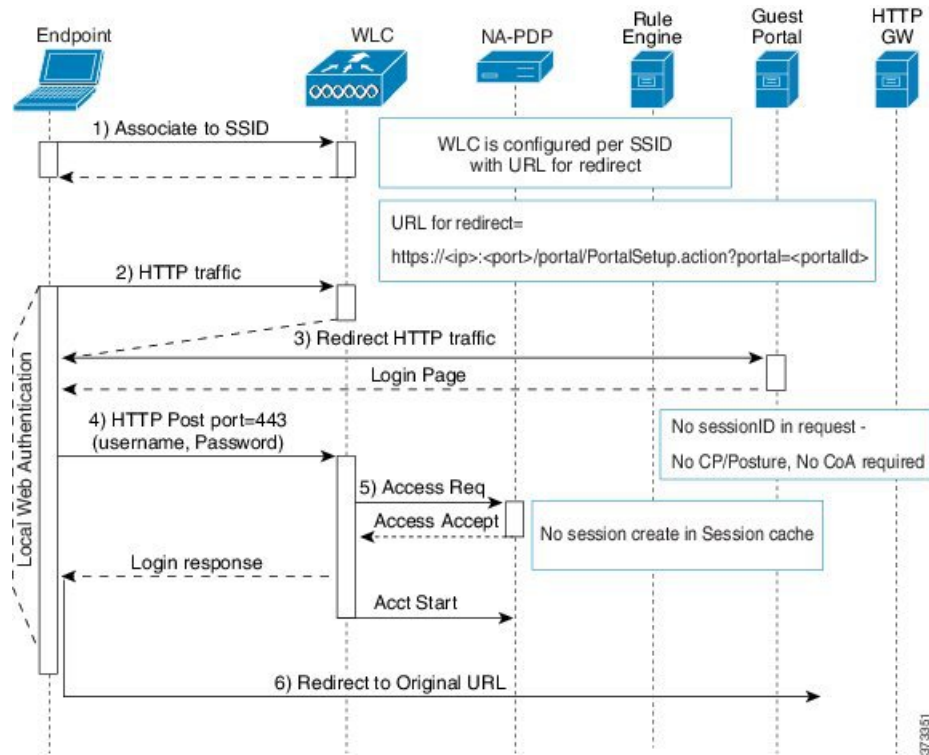 Endpoint
WLC
NA-PDP
Rule
Engine
Guest
Portal
HTTP
GW
1) Associate to SSID
WLC is configured per SSID
with URL for redirect
URL for redirect=
https://<ip>:<port>/portal/PortalSetup.action?portal=<portalId>
2) HTTP traffic
3) Redirect HTTP traffic
Login Page
Local Web Authentication
4) HTTP Post port=443
(username, Password)
No sessionID in request -
No CP/Posture, No CoA required
5) Access Req
Access Accept
No session create in Session cache
Login response
Acct Start
6) Redirect to Original URL
373351